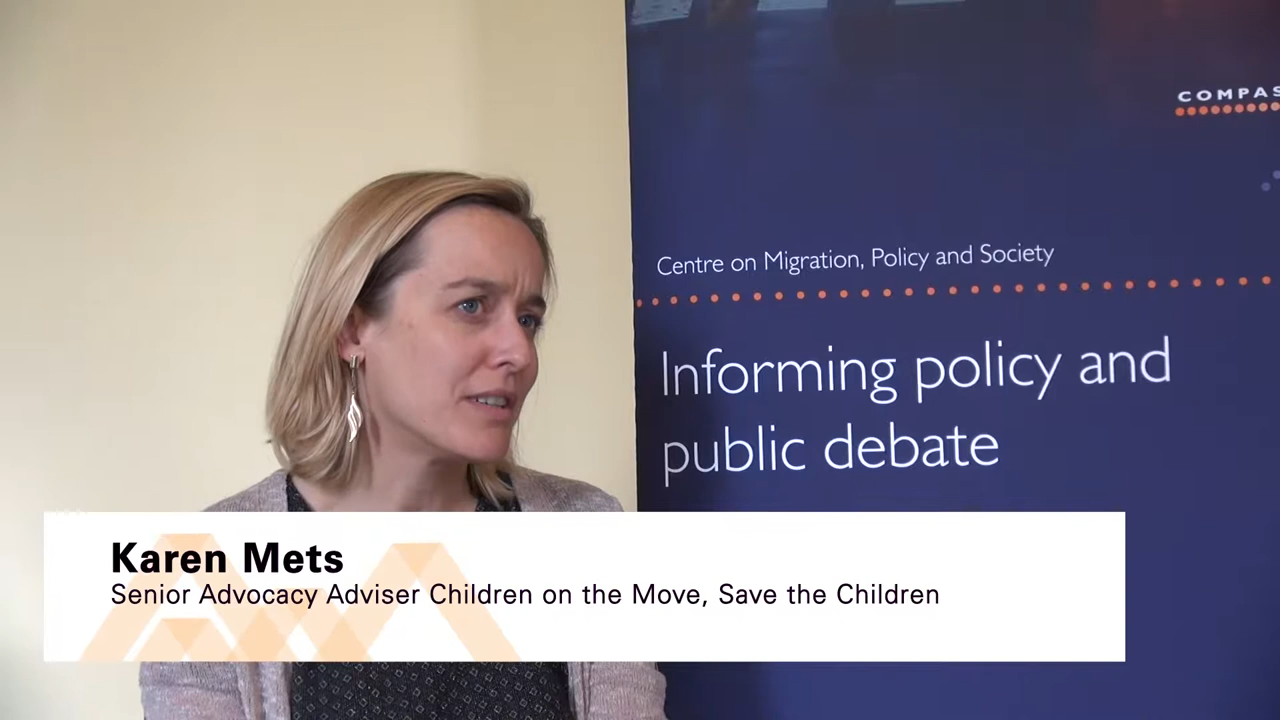 COMPAS
Centre on Migration, Policy and Society
Informing policy and
public debate
Karen Mets
Senior Advocacy Adviser Children on the Move, Save the Children